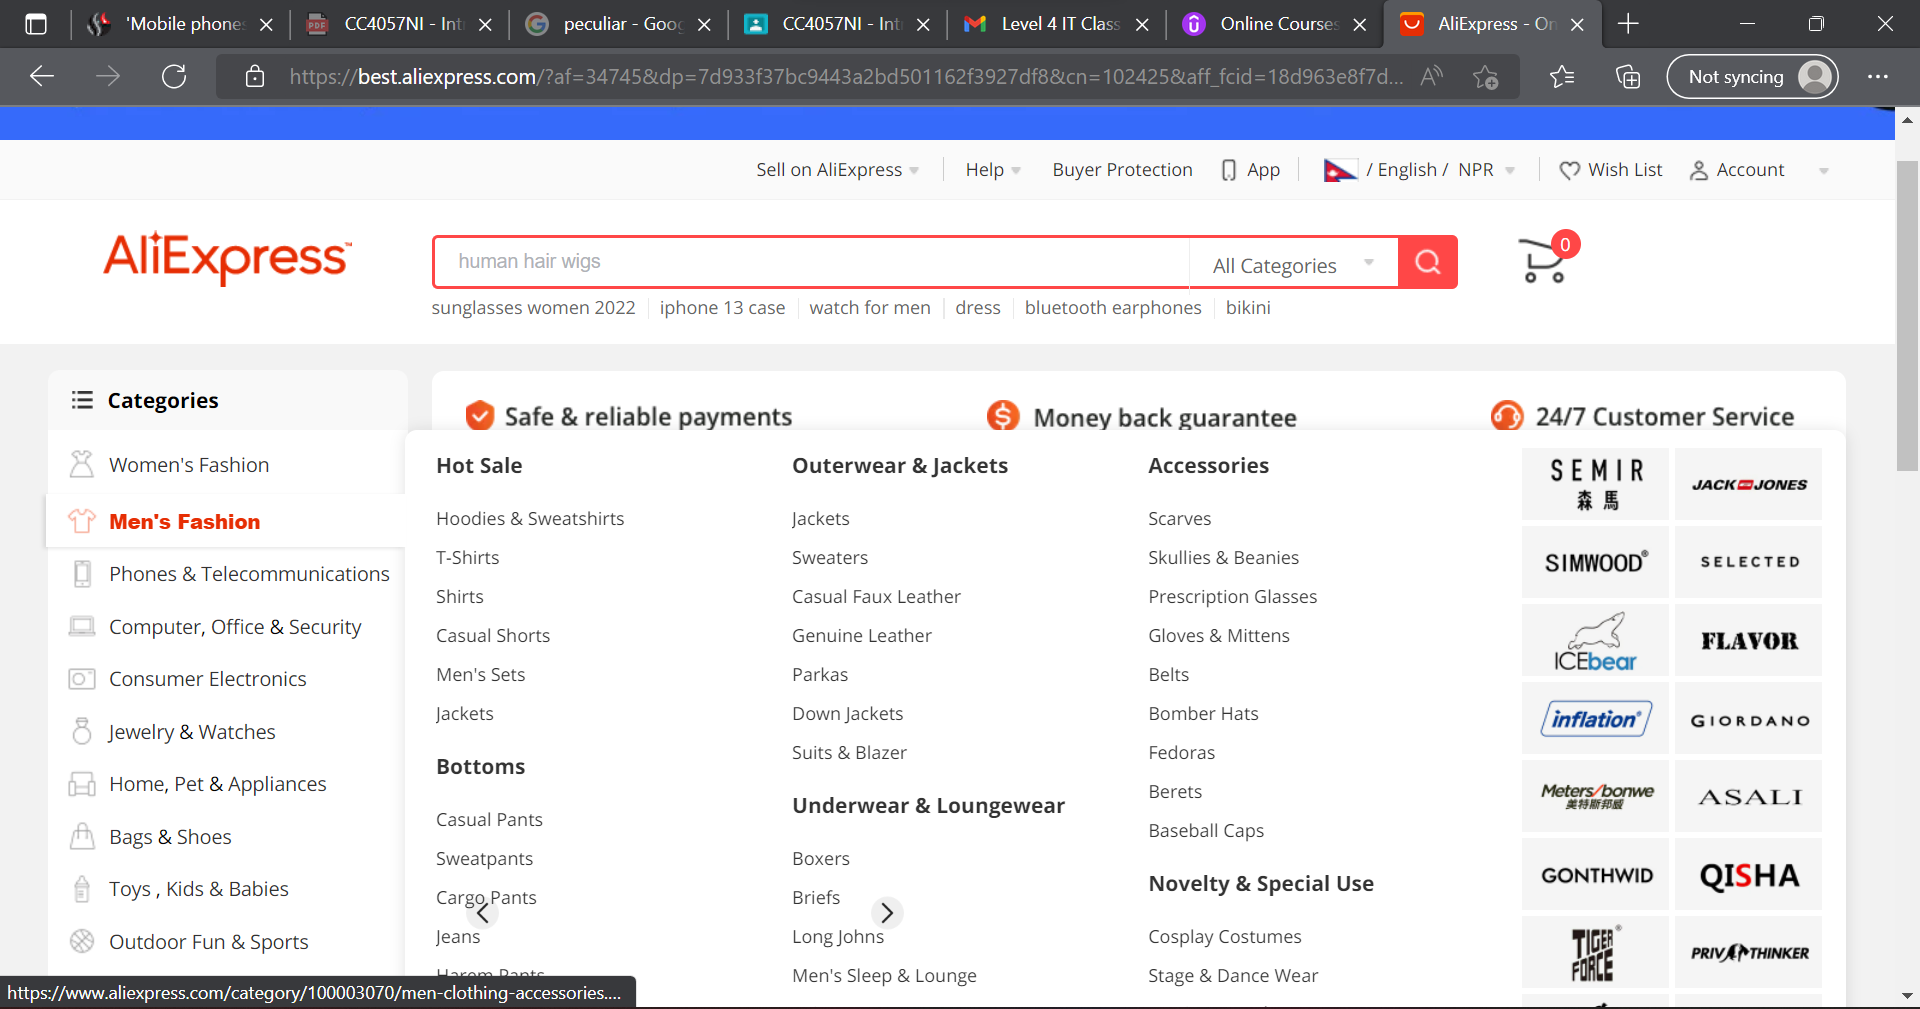 'Mobile phone
CC4057NI - Int
peculiar - Goog
CC4057NI - Int
Level 4 IT Class
Online Courses
AliExpress - On
https://best.aliexpress.com/?af=34745&dp=7d933f37bc9443a2bd501162f3927df8&cn=102425&aff_fcid=18d963e8f7d...
Not syncing
Sell on AliExpress
Help
Buyer Protection
App
/ English / NPR
Wish List
Account
AliExpress™
human hair wigs
All Categories
0
sunglasses women 2022
iphone 13 case
watch for men
dress
bluetooth earphones
bikini
Categories
Women's Fashion
Men's Fashion
Phones & Telecommunications
Computer, Office & Security
Consumer Electronics
Jewelry & Watches
Home, Pet & Appliances
Bags & Shoes
Toys , Kids & Babies
Outdoor Fun & Sports
Safe & reliable payments
Money back guarantee
24/7 Customer Service
Hot Sale
Hoodies & Sweatshirts
T-Shirts
Shirts
Casual Shorts
Men's Sets
Jackets
Bottoms
Casual Pants
Sweatpants
Cargo Pants
Jeans
Harem Pants
Outerwear & Jackets
Jackets
Sweaters
Casual Faux Leather
Genuine Leather
Parkas
Down Jackets
Suits & Blazer
Underwear & Loungewear
Boxers
Briefs
Long Johns
Men's Sleep & Lounge
Accessories
Scarves
Skullies & Beanies
Prescription Glasses
Gloves & Mittens
Belts
Bomber Hats
Fedoras
Berets
Baseball Caps
Novelty & Special Use
Cosplay Costumes
Stage & Dance Wear
SEMIR
森馬
JACK JONES
SIMWOOD®
SELECTED
ICEbear
FLAVOR
inflation®
GIORDANO
Meters/bonwe
美特斯邦威
ASALI
GONTHWID
QISHA
TIGER FORCE®
PRIVATHINKER
https://www.aliexpress.com/category/100003070/men-clothing-accessories....